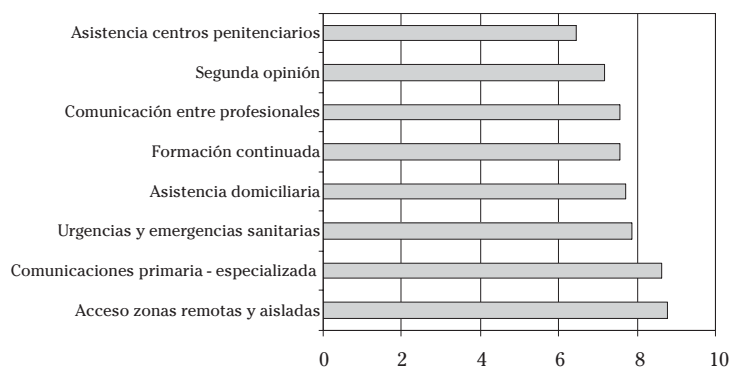 Asistencia centros penitenciarios
Segunda opinión
Comunicación entre profesionales
Formación continuada
Asistencia domiciliaria
Urgencias y emergencias sanitarias
Comunicaciones primaria - especializada
Acceso zonas remotas y aisladas
0 2 4 6 8 10